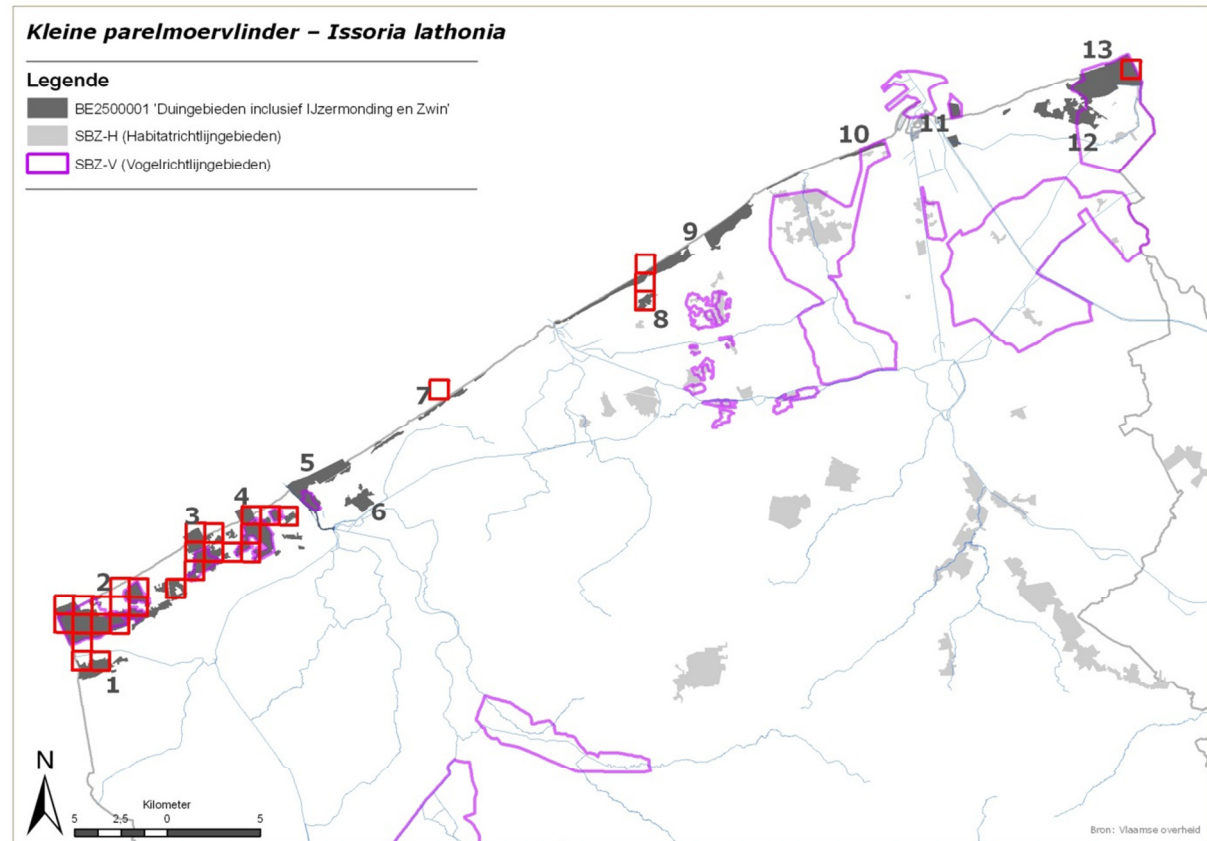 Kleine parelmoervlinder – Issoria lathonia
Legende
BE2500001 'Duingebieden inclusief IJzermonding en Zwin'
SBZ-H (Habitatrichtlijngebieden)
SBZ-V (Vogelrichtlijngebieden)
13
12
11
10
9
8
7
6
5
4
3
2
1
N
Kilometer
5 2,5 0 5
Bron: Vlaamse overheid